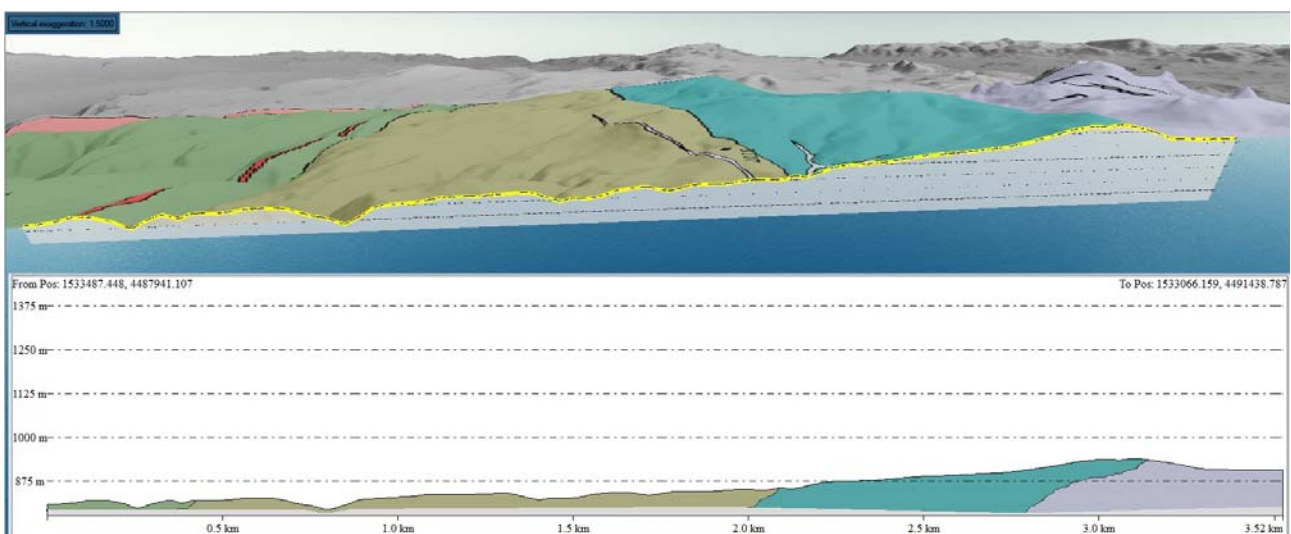 Vertical exaggeration: 1.5000
From Pos: 1533487.448, 4487941.107
To Pos: 1533066.159, 4491438.787
1375 m
1250 m
1125 m
1000 m
875 m
0.5 km
1.0 km
1.5 km
2.0 km
2.5 km
3.0 km
3.52 km